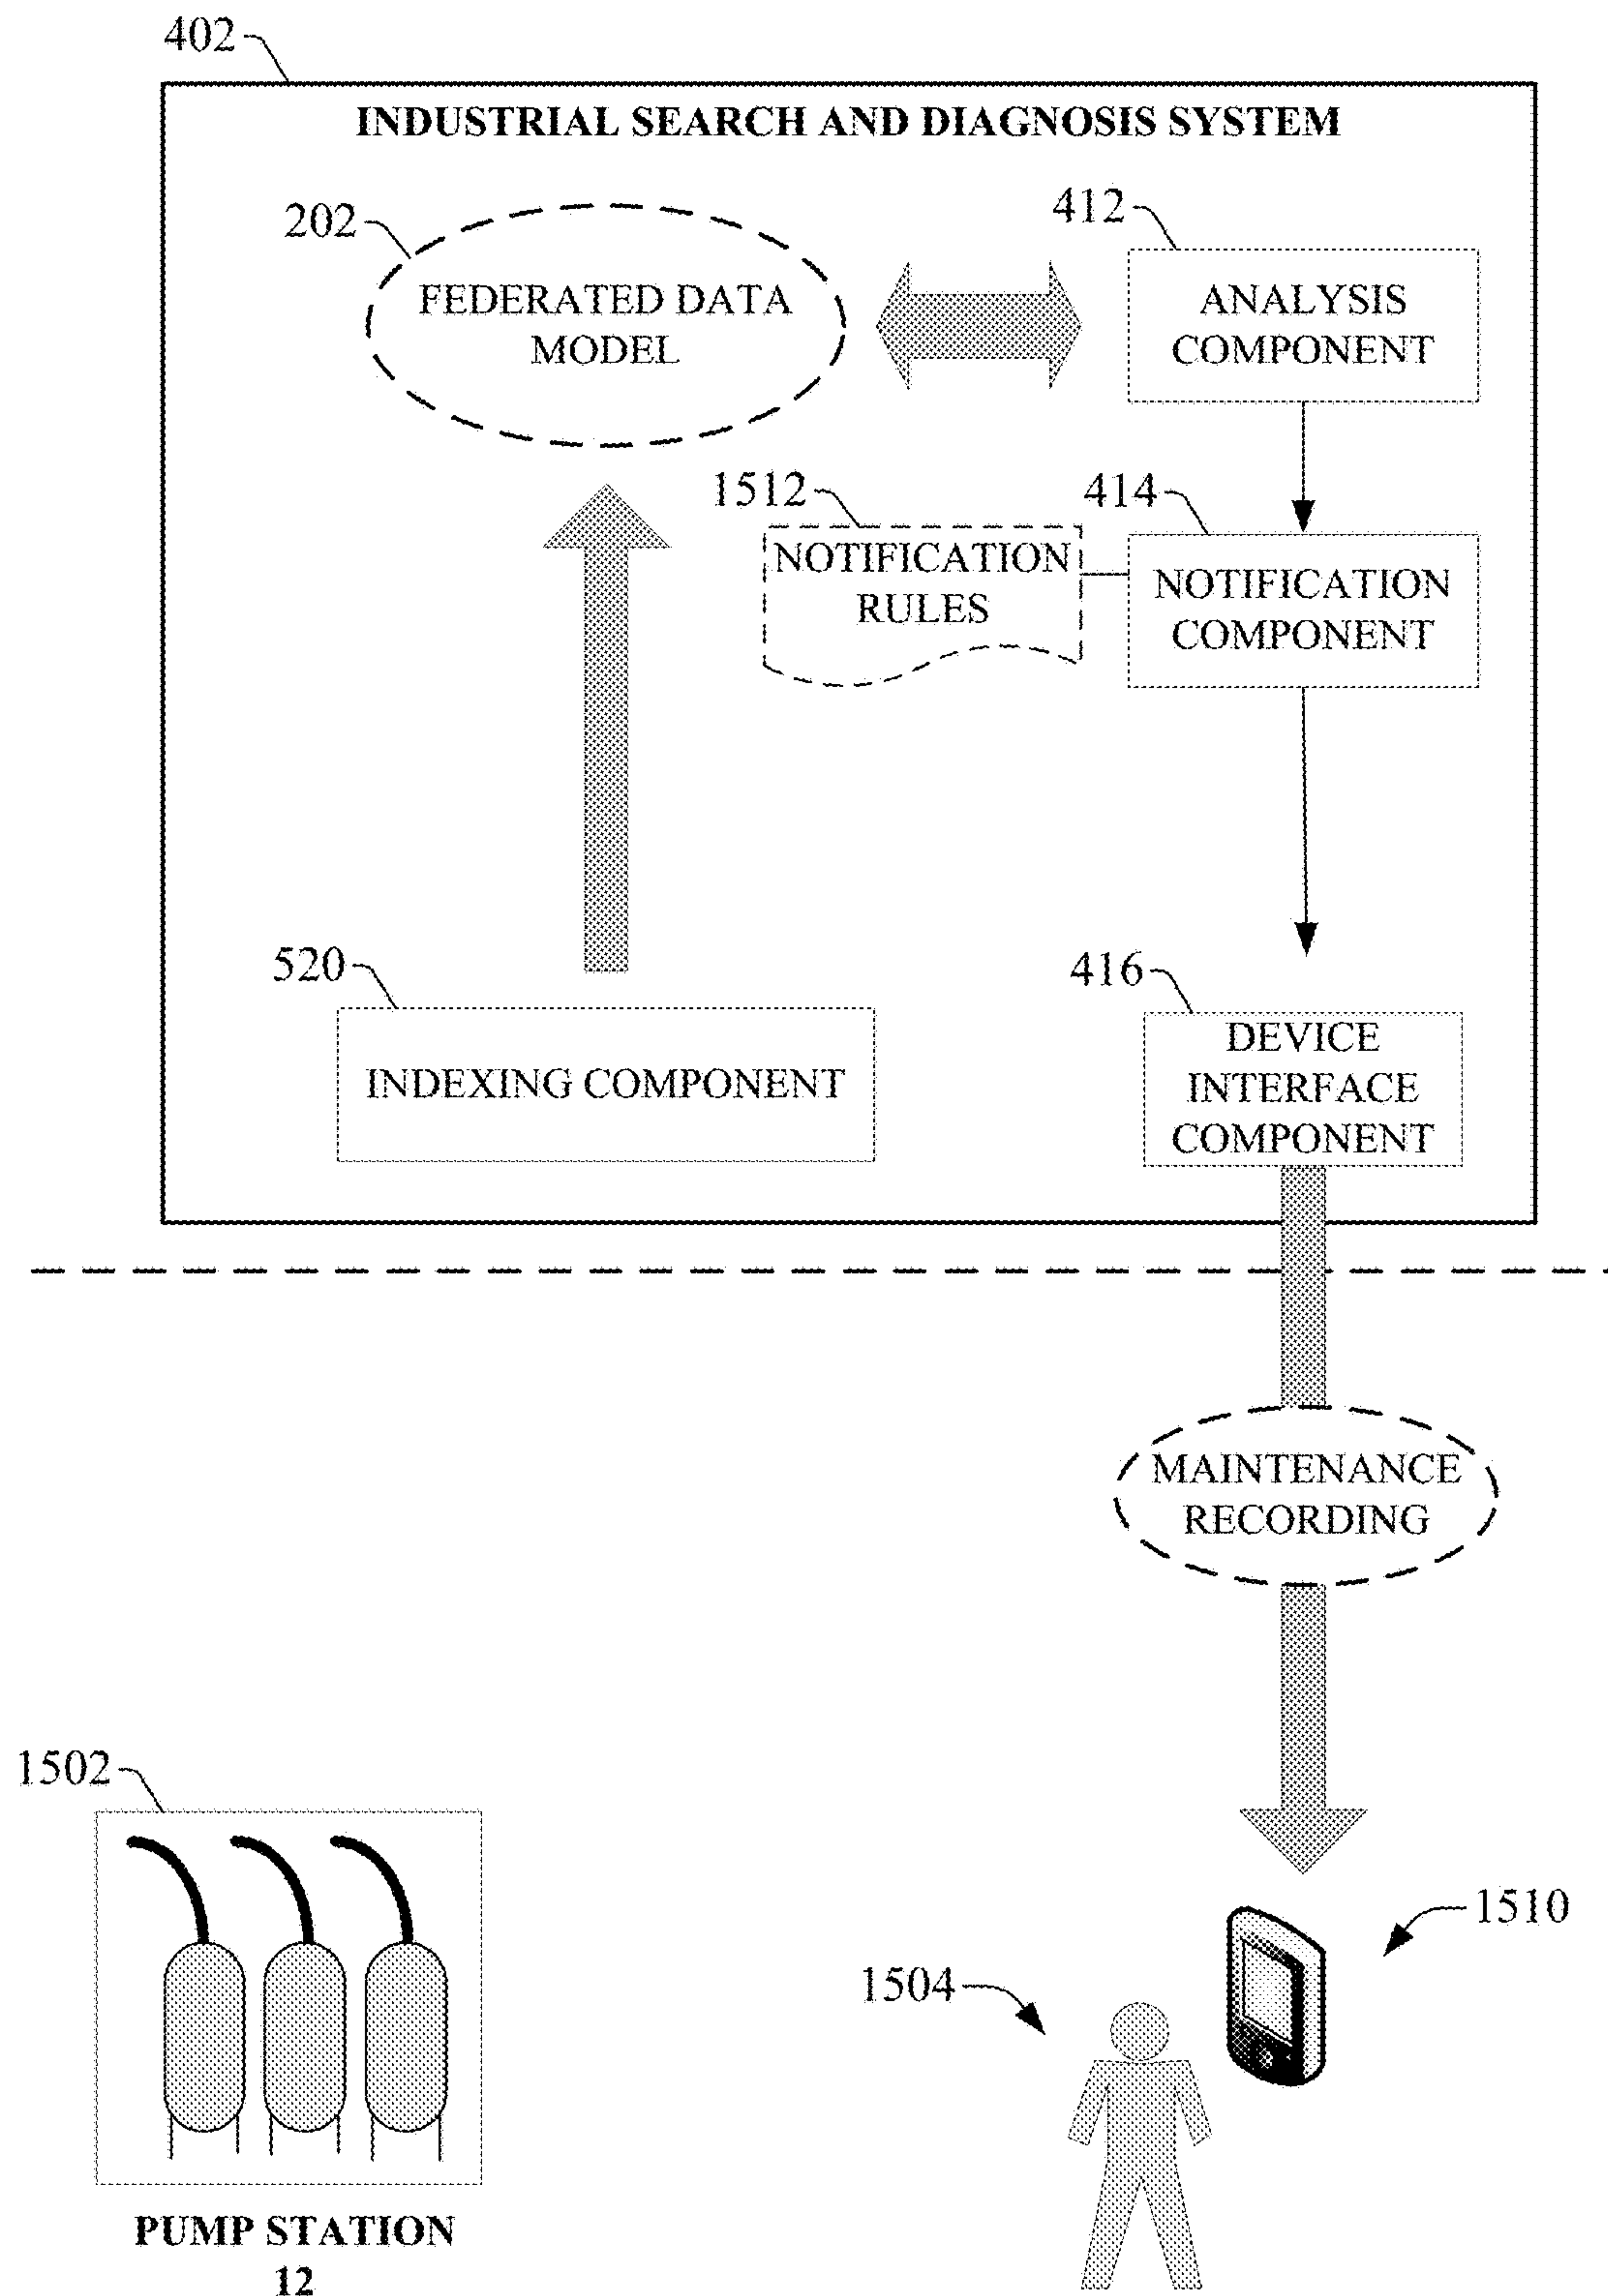 402
INDUSTRIAL SEARCH AND DIAGNOSIS SYSTEM
202
FEDERATED DATA
MODEL
412
ANALYSIS
COMPONENT
1512
NOTIFICATION
RULES
414
NOTIFICATION
COMPONENT
520
INDEXING COMPONENT
416
DEVICE
INTERFACE
COMPONENT
MAINTENANCE
RECORDING
1502
PUMP STATION
12
1504
1510